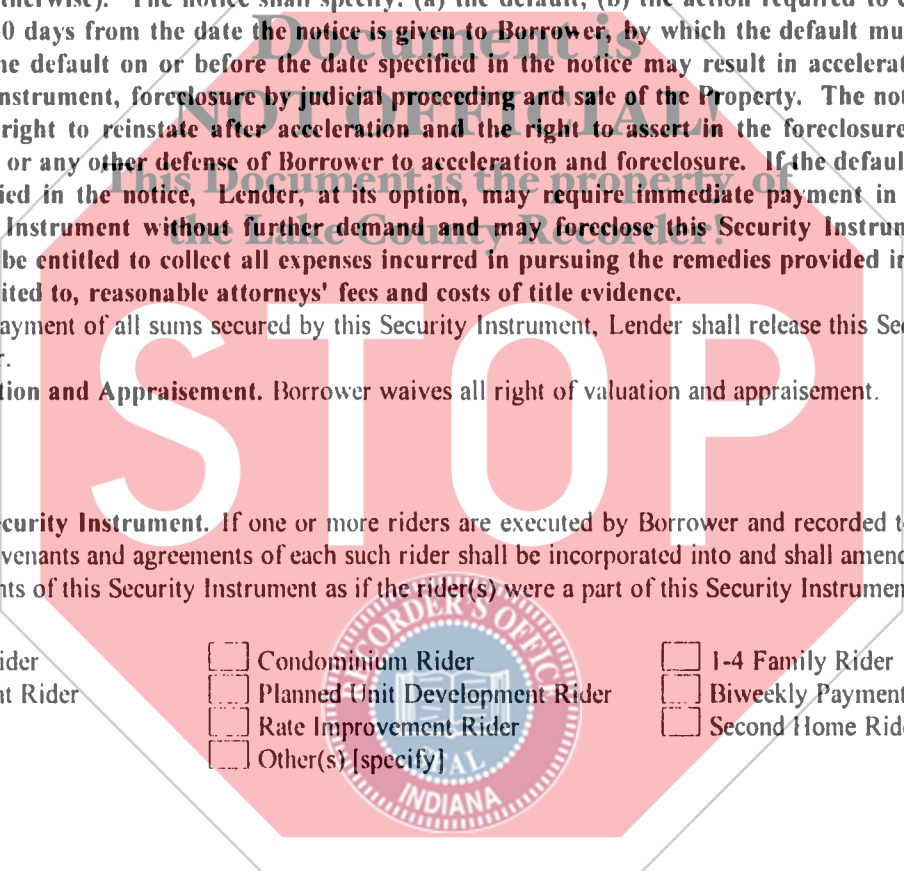 otherwise). The notice shall specify: (a) the default; (b) the action required to
Document is
0 days from the date the notice is given to Borrower, by which the default mu
he default on or before the date specified in the notice may result in accelerat
nstrument, foreclosure by judicial proceeding and sale of the Property. The not
NOT OFFICIAL
right to reinstate after acceleration and the right to assert in the foreclosure
or any other defense of Borrower to acceleration and foreclosure. If the default
This Document is the property of
ied in the notice, Lender, at its option, may require immediate payment in
Instrument without further demand and may foreclose this Security Instrum
the Lake County Recorder!
be entitled to collect all expenses incurred in pursuing the remedies provided in
ited to, reasonable attorneys' fees and costs of title evidence.
ayment of all sums secured by this Security Instrument, Lender shall release this Sec
r.
tion and Appraisement. Borrower waives all right of valuation and appraisement.
STOP
ecurity Instrument. If one or more riders are executed by Borrower and recorded t
venants and agreements of each such rider shall be incorporated into and shall amend
nts of this Security Instrument as if the rider(s) were a part of this Security Instrumen
RECORDER'S OFFICE
ider Condominium Rider 1-4 Family Rider
nt Rider Planned Unit Development Rider Biweekly Payment
Rate Improvement Rider Second Home Ride
Other(s) [specify]
SEAL
INDIANA